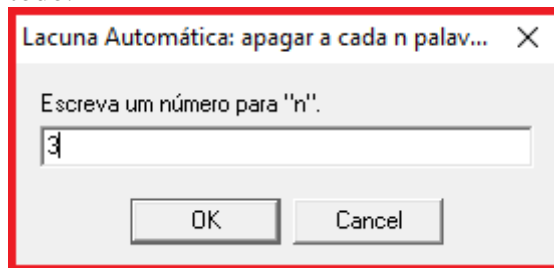 Lacuna Automática: apagar a cada n palav...
Escreva um número para "n".
3
OK
Cancel